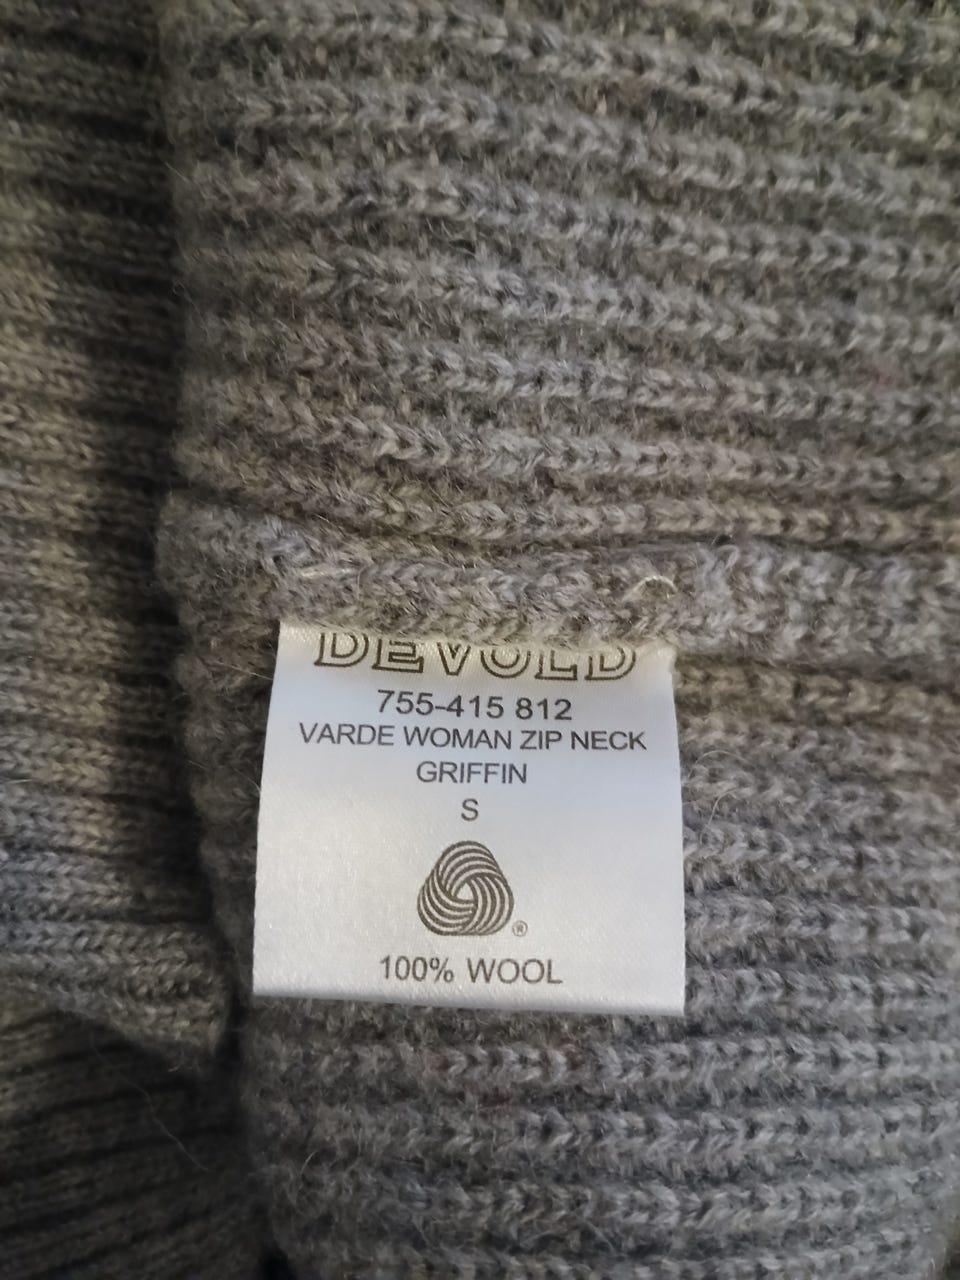 DEVOLD
755-415 812
VARDE WOMAN ZIP NECK
GRIFFIN
S
®
100% WOOL